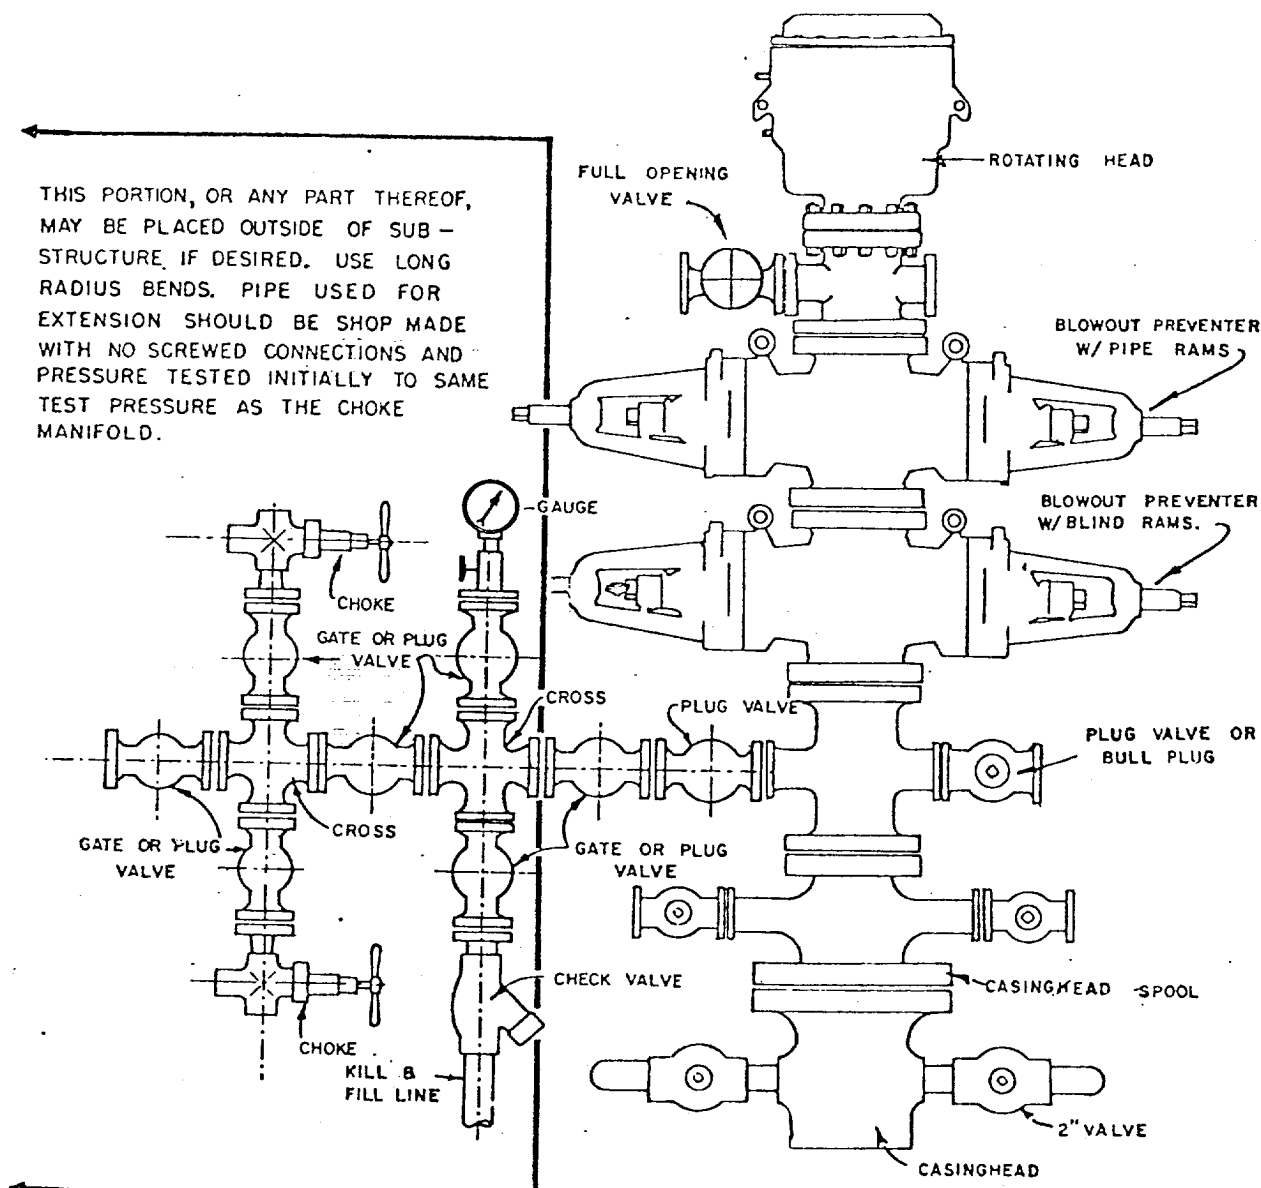 THIS PORTION, OR ANY PART THEREOF,
MAY BE PLACED OUTSIDE OF SUB-
STRUCTURE IF DESIRED. USE LONG
RADIUS BENDS. PIPE USED FOR
EXTENSION SHOULD BE SHOP MADE
WITH NO SCREWED CONNECTIONS AND
PRESSURE TESTED INITIALLY TO SAME
TEST PRESSURE AS THE CHOKE
MANIFOLD.
ROTATING HEAD
FULL OPENING
VALVE
BLOWOUT PREVENTER
W/ PIPE RAMS
BLOWOUT PREVENTER
W/BLIND RAMS.
GAUGE
CHOKE
GATE OR PLUG
VALVE
CROSS
PLUG VALVE
PLUG VALVE OR
BULL PLUG
CROSS
GATE OR PLUG
VALVE
GATE OR PLUG
VALVE
CHECK VALVE
CASINGHEAD SPOOL
CHOKE
KILL &
FILL LINE
2" VALVE
CASINGHEAD